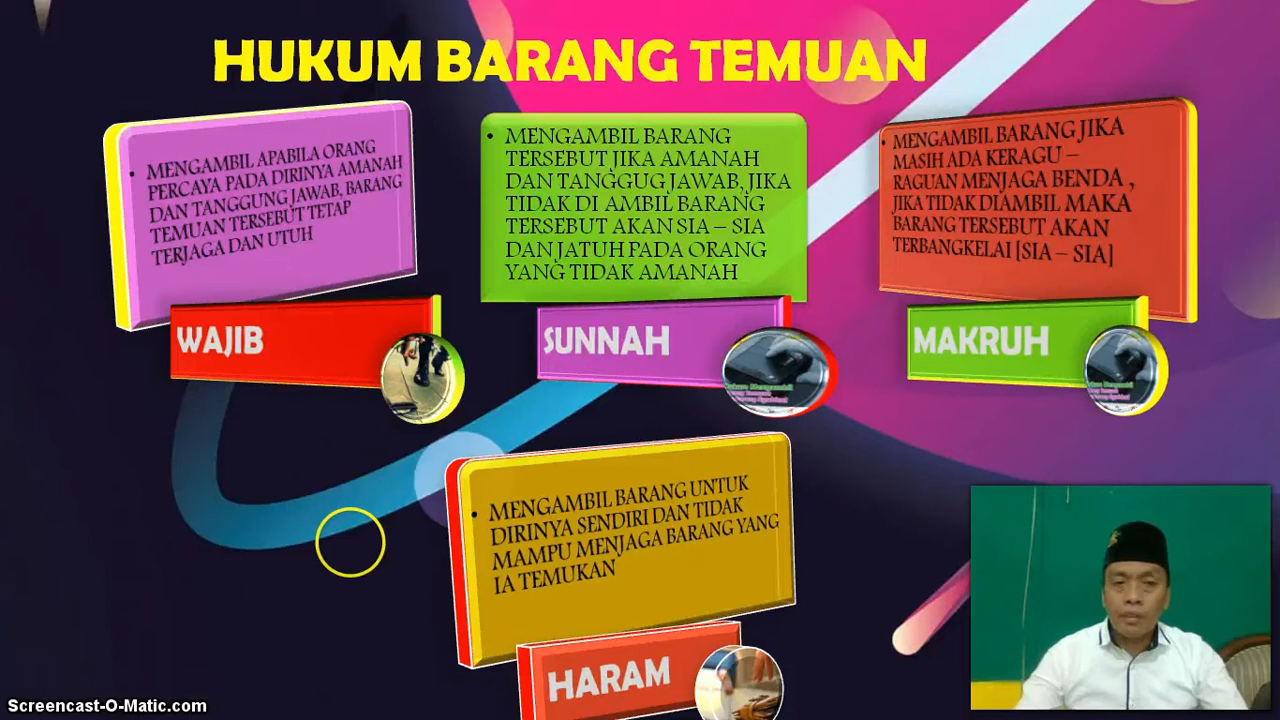 HUKUM BARANG TEMUAN
• MENGAMBIL APABILA ORANG
PERCAYA PADA DIRINYA AMANAH
DAN TANGGUNG JAWAB, BARANG
TEMUAN TERSEBUT TETAP
TERJAGA DAN UTUH
WAJIB
• MENGAMBIL BARANG
TERSEBUT JIKA AMANAH
DAN TANGGUG JAWAB, JIKA
TIDAK DI AMBIL BARANG
TERSEBUT AKAN SIA – SIA
DAN JATUH PADA ORANG
YANG TIDAK AMANAH
SUNNAH
• MENGAMBIL BARANG JIKA
MASIH ADA KERAGU –
RAGUAN MENJAGA BENDA ,
JIKA TIDAK DIAMBIL MAKA
BARANG TERSEBUT AKAN
TERBANGKELAI [SIA – SIA]
MAKRUH
• MENGAMBIL BARANG UNTUK
DIRINYA SENDIRI DAN TIDAK
MAMPU MENJAGA BARANG YANG
IA TEMUKAN
HARAM
Screencast-O-Matic.com